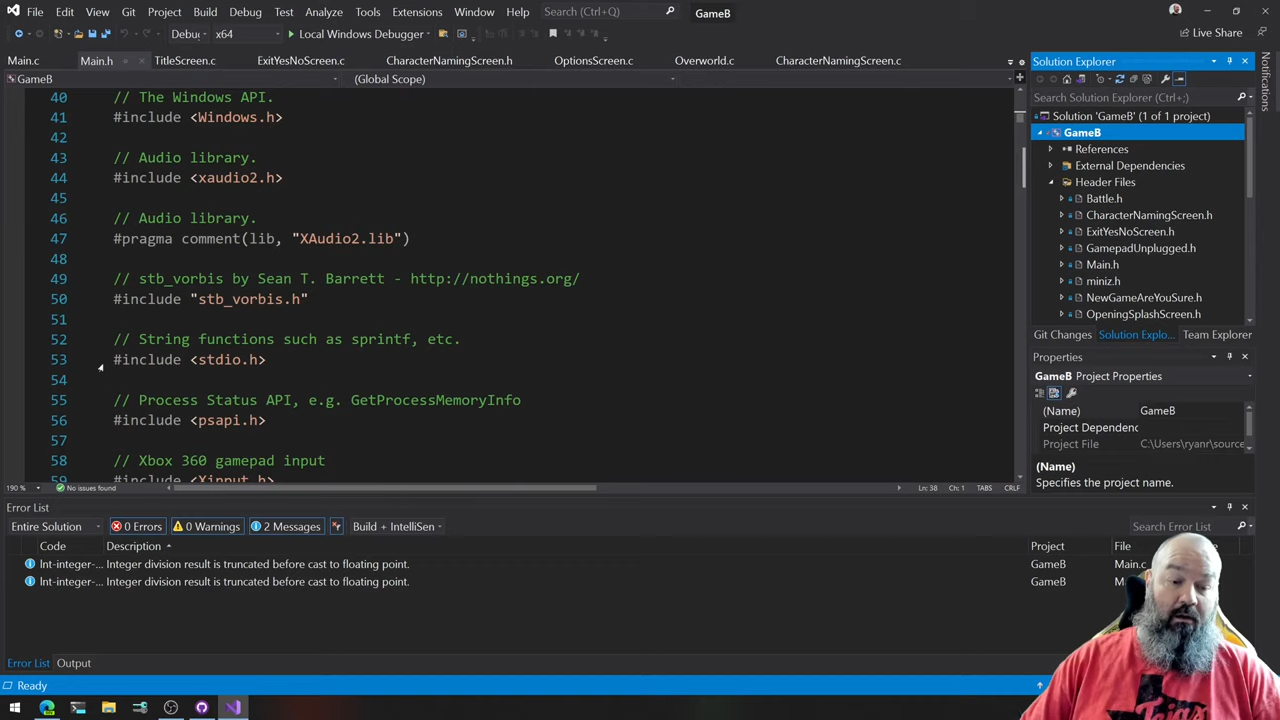 File Edit View Git Project Build Debug Test Analyze Tools Extensions Window Help Search (Ctrl+Q) GameB
Debug x64 Local Windows Debugger Live Share
Main.c Main.h TitleScreen.c ExitYesNoScreen.c CharacterNamingScreen.h OptionsScreen.c Overworld.c CharacterNamingScreen.c
GameB (Global Scope)
40 // The Windows API.
41 #include <Windows.h>
42
43 // Audio library.
44 #include <xaudio2.h>
45
46 // Audio library.
47 #pragma comment(lib, "XAudio2.lib")
48
49 // stb_vorbis by Sean T. Barrett - http://nothings.org/
50 #include "stb_vorbis.h"
51
52 // String functions such as sprintf, etc.
53 #include <stdio.h>
54
55 // Process Status API, e.g. GetProcessMemoryInfo
56 #include <psapi.h>
57
58 // Xbox 360 gamepad input
59 #include <Xinput.h>
190 % No issues found Ln: 38 Ch: 1 TABS CRLF
Solution Explorer
Search Solution Explorer (Ctrl+;)
Solution 'GameB' (1 of 1 project)
GameB
References
External Dependencies
Header Files
Battle.h
CharacterNamingScreen.h
ExitYesNoScreen.h
GamepadUnplugged.h
Main.h
miniz.h
NewGameAreYouSure.h
OpeningSplashScreen.h
Git Changes Solution Explo... Team Explorer
Notifications
Properties
GameB Project Properties
(Name) GameB
Project Dependenc
Project File C:\Users\ryanr\source
(Name)
Specifies the project name.
Error List
Entire Solution 0 Errors 0 Warnings 2 Messages Build + IntelliSen Search Error List
Code Description Project File
Int-integer-... Integer division result is truncated before cast to floating point. GameB Main.c
Int-integer-... Integer division result is truncated before cast to floating point. GameB
Error List Output
Ready